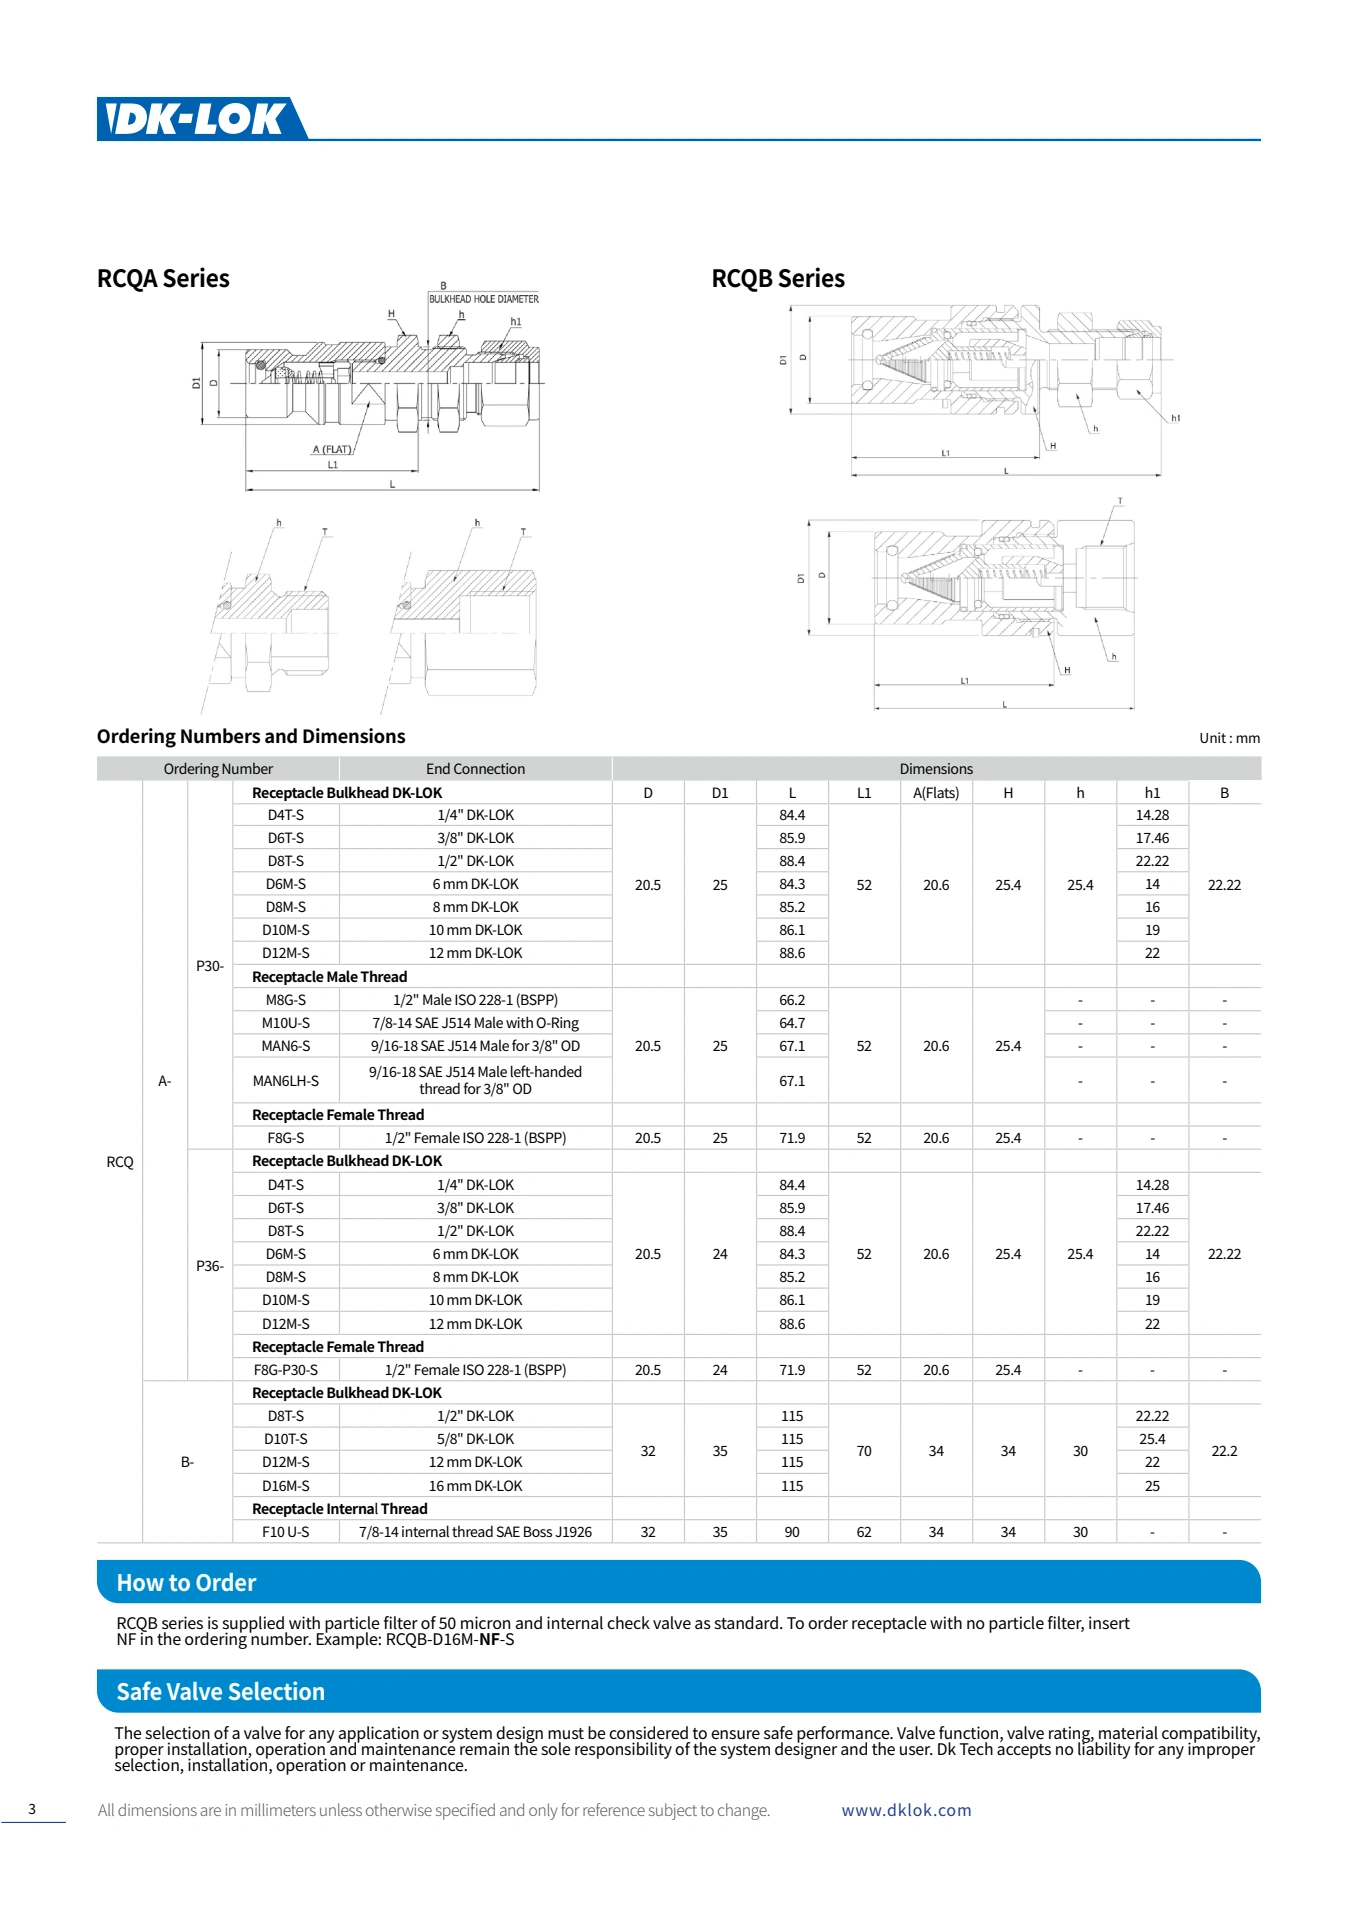 DK-LOK
RCQA Series
RCQB Series
B
BULKHEAD HOLE DIAMETER
H
h
h1
D1
D
A (FLAT)
L1
L
h
T
h
T
D1
D
h1
h
H
L1
L
T
D1
D
h
H
L1
L
Ordering Numbers and Dimensions
Unit : mm
Ordering Number End Connection Dimensions
Receptacle Bulkhead DK-LOK D D1 L L1 A(Flats) H h h1 B
D4T-S 1/4" DK-LOK 84.4 14.28
D6T-S 3/8" DK-LOK 85.9 17.46
D8T-S 1/2" DK-LOK 88.4 22.22
D6M-S 6 mm DK-LOK 20.5 25 84.3 52 20.6 25.4 25.4 14 22.22
D8M-S 8 mm DK-LOK 85.2 16
D10M-S 10 mm DK-LOK 86.1 19
D12M-S 12 mm DK-LOK 88.6 22
P30-
Receptacle Male Thread
M8G-S 1/2" Male ISO 228-1 (BSPP) 66.2 - - -
M10U-S 7/8-14 SAE J514 Male with O-Ring 64.7 - - -
MAN6-S 9/16-18 SAE J514 Male for 3/8" OD 20.5 25 67.1 52 20.6 25.4 - - -
A- MAN6LH-S 9/16-18 SAE J514 Male left-handed
thread for 3/8" OD 67.1 - - -
Receptacle Female Thread
F8G-S 1/2" Female ISO 228-1 (BSPP) 20.5 25 71.9 52 20.6 25.4 - - -
RCQ Receptacle Bulkhead DK-LOK
D4T-S 1/4" DK-LOK 84.4 14.28
D6T-S 3/8" DK-LOK 85.9 17.46
D8T-S 1/2" DK-LOK 88.4 22.22
D6M-S 6 mm DK-LOK 20.5 24 84.3 52 20.6 25.4 25.4 14 22.22
P36-
D8M-S 8 mm DK-LOK 85.2 16
D10M-S 10 mm DK-LOK 86.1 19
D12M-S 12 mm DK-LOK 88.6 22
Receptacle Female Thread
F8G-P30-S 1/2" Female ISO 228-1 (BSPP) 20.5 24 71.9 52 20.6 25.4 - - -
Receptacle Bulkhead DK-LOK
D8T-S 1/2" DK-LOK 115 22.22
D10T-S 5/8" DK-LOK 32 35 115 70 34 34 30 25.4 22.2
B- D12M-S 12 mm DK-LOK 115 22
D16M-S 16 mm DK-LOK 115 25
Receptacle Internal Thread
F10 U-S 7/8-14 internal thread SAE Boss J1926 32 35 90 62 34 34 30 - -
How to Order
RCQB series is supplied with particle filter of 50 micron and internal check valve as standard. To order receptacle with no particle filter, insert
NF in the ordering number. Example: RCQB-D16M-NF-S
Safe Valve Selection
The selection of a valve for any application or system design must be considered to ensure safe performance. Valve function, valve rating, material compatibility,
proper installation, operation and maintenance remain the sole responsibility of the system designer and the user. Dk Tech accepts no liability for any improper
selection, installation, operation or maintenance.
3 All dimensions are in millimeters unless otherwise specified and only for reference subject to change. www.dklok.com